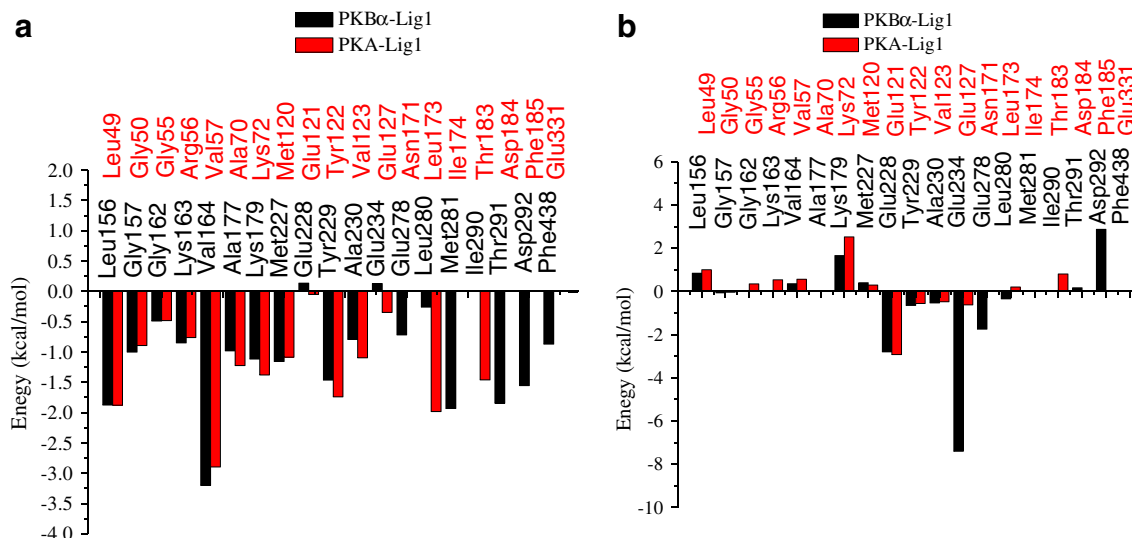 a
PKBα-Lig1
PKA-Lig1
Leu49 Gly50 Gly55 Arg56 Val57 Ala70 Lys72 Met120 Glu121 Tyr122 Val123 Glu127 Asn171 Leu173 Ile174 Thr183 Asp184 Phe185 Glu331
Leu156 Gly157 Gly162 Lys163 Val164 Ala177 Lys179 Met227 Glu228 Tyr229 Ala230 Glu234 Glu278 Leu280 Met281 Ile290 Thr291 Asp292 Phe438
Enegy (kcal/mol)
2.0
1.5
1.0
0.5
0.0
-0.5
-1.0
-1.5
-2.0
-2.5
-3.0
-3.5
-4.0
b
PKBα-Lig1
PKA-Lig1
Leu49 Gly50 Gly55 Arg56 Val57 Ala70 Lys72 Met120 Glu121 Tyr122 Val123 Glu127 Asn171 Leu173 Ile174 Thr183 Asp184 Phe185 Glu331
Leu156 Gly157 Gly162 Lys163 Val164 Ala177 Lys179 Met227 Glu228 Tyr229 Ala230 Glu234 Glu278 Leu280 Met281 Ile290 Thr291 Asp292 Phe438
Enegy (kcal/mol)
6
4
2
0
-2
-4
-6
-8
-10